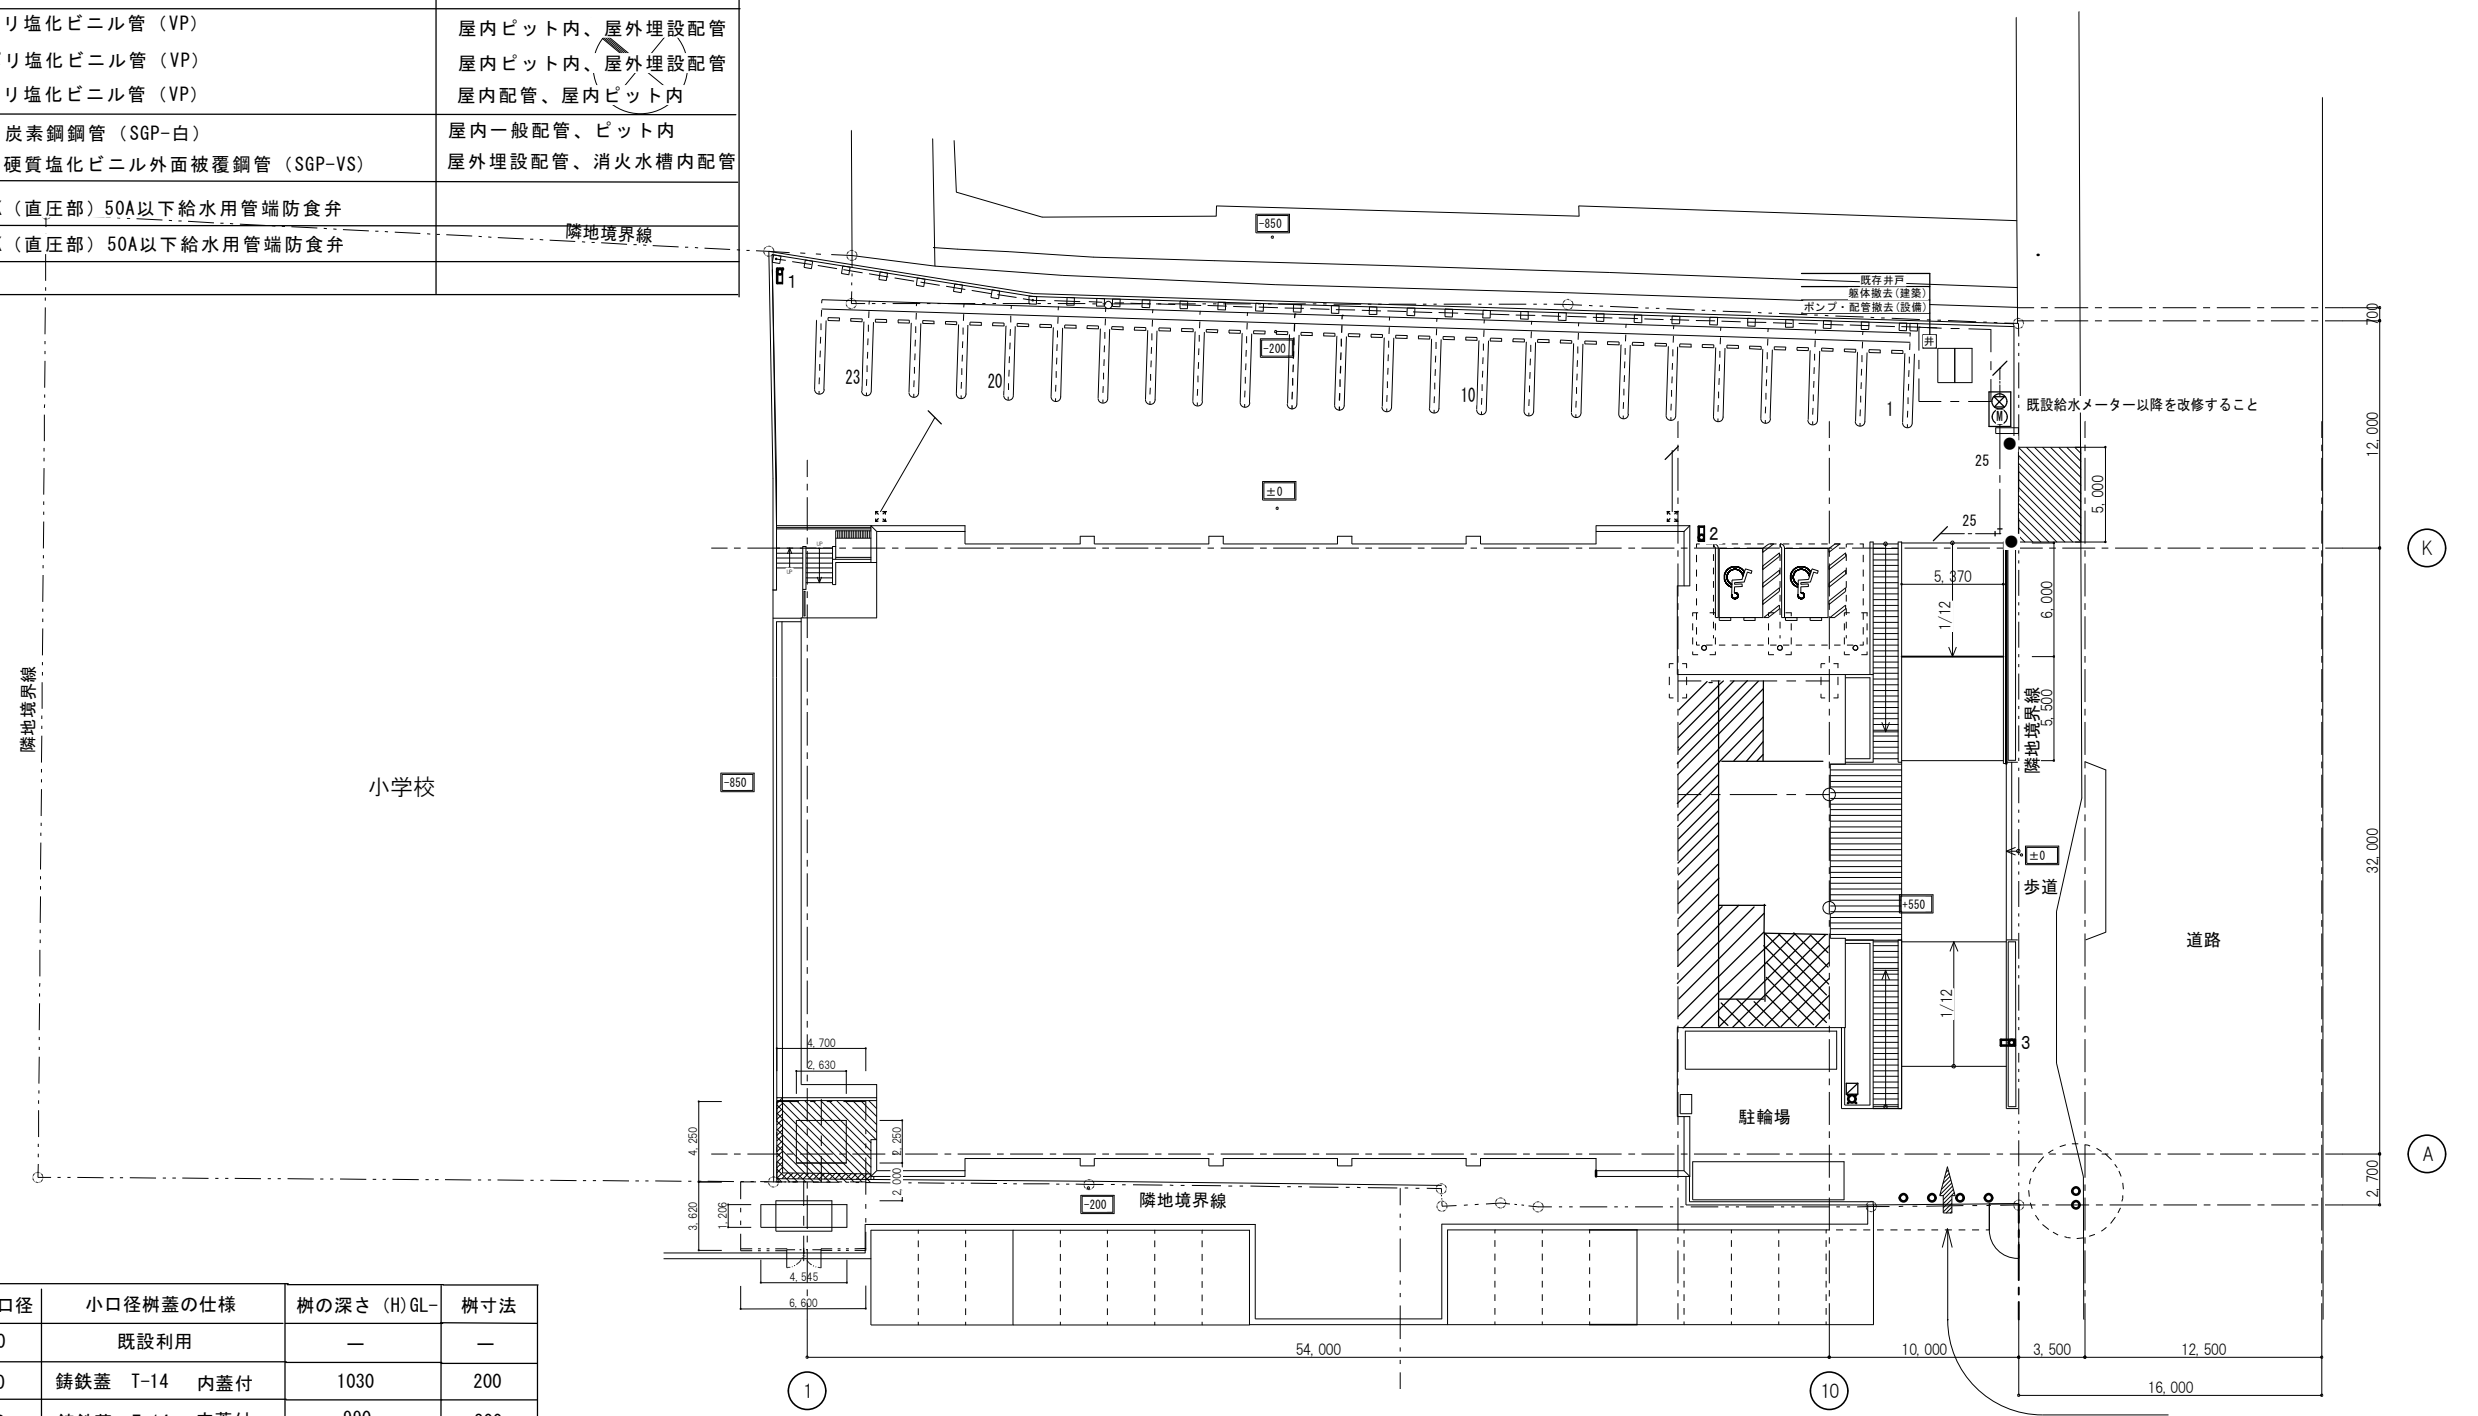 リ塩化ビニル管（VP） 屋内ピット内、屋外埋設配管
リ塩化ビニル管（VP） 屋内ピット内、屋外埋設配管
リ塩化ビニル管（VP） 屋内配管、屋内ピット内
炭素鋼鋼管（SGP-白） 屋内一般配管、ピット内
硬質塩化ビニル外面被覆鋼管（SGP-VS） 屋外埋設配管、消火水槽内配管
（直圧部）50A以下給水用管端防食弁
（直圧部）50A以下給水用管端防食弁
隣地境界線
-850
1
既存井戸
躯体撤去(建築)
ポンプ・配管撤去(設備)
井
-200
23
20
10
1
M
既設給水メーター以降を改修すること
700
12,000
25
25
5,000
±0
2
UP
UP
UP
K
5,370
1/12
6,000
5,500
隣地境界線
隣地境界線
小学校
-850
±0
歩道
+550
道路
32,000
1/12
3
駐輪場
4,700
2,630
4,250
2,250
2,000
3,620
1,206
4,545
6,600
-200
隣地境界線
A
2,700
54,000
10,000
3,500
12,500
16,000
1
10
口径 小口径桝蓋の仕様 桝の深さ (H)GL- 桝寸法
0 既設利用 — —
0 鋳鉄蓋 T-14 内蓋付 1030 200